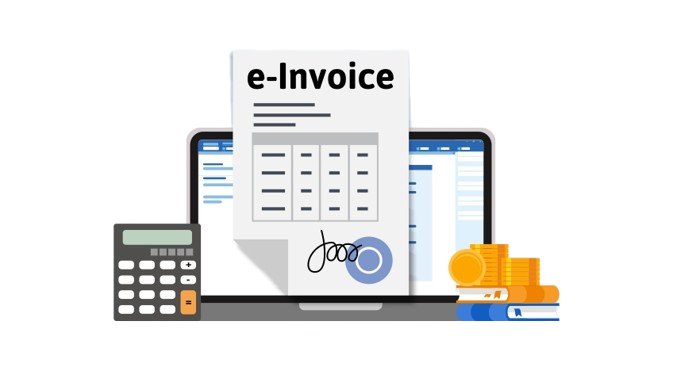 e-Invoice
+
-
=